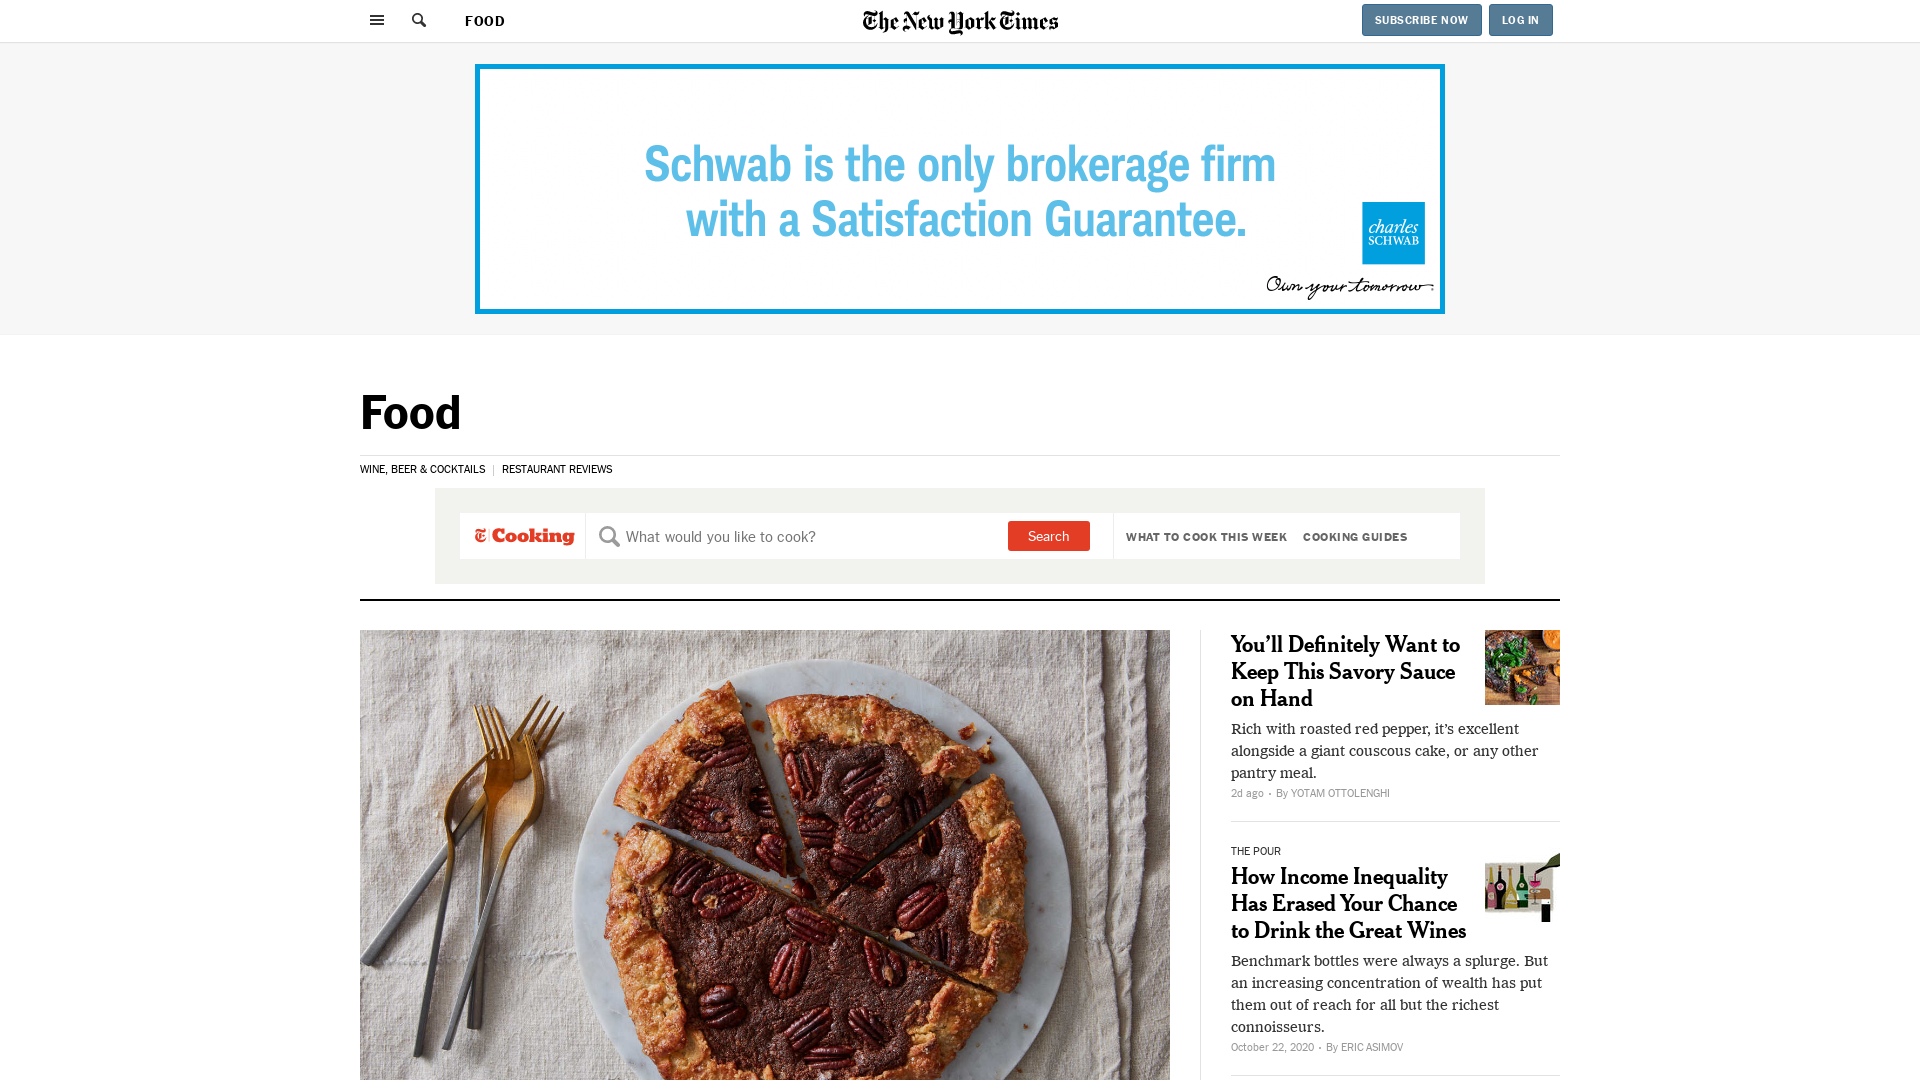 FOOD
The New York Times
SUBSCRIBE NOW
LOG IN
Schwab is the only brokerage firm
with a Satisfaction Guarantee.
charles
SCHWAB
Own your tomorrow.
Food
WINE, BEER & COCKTAILS | RESTAURANT REVIEWS
Cooking
What would you like to cook?
Search
WHAT TO COOK THIS WEEK
COOKING GUIDES
You’ll Definitely Want to
Keep This Savory Sauce
on Hand
Rich with roasted red pepper, it’s excellent
alongside a giant couscous cake, or any other
pantry meal.
2d ago • By YOTAM OTTOLENGHI
THE POUR
How Income Inequality
Has Erased Your Chance
to Drink the Great Wines
Benchmark bottles were always a splurge. But
an increasing concentration of wealth has put
them out of reach for all but the richest
connoisseurs.
October 22, 2020 • By ERIC ASIMOV